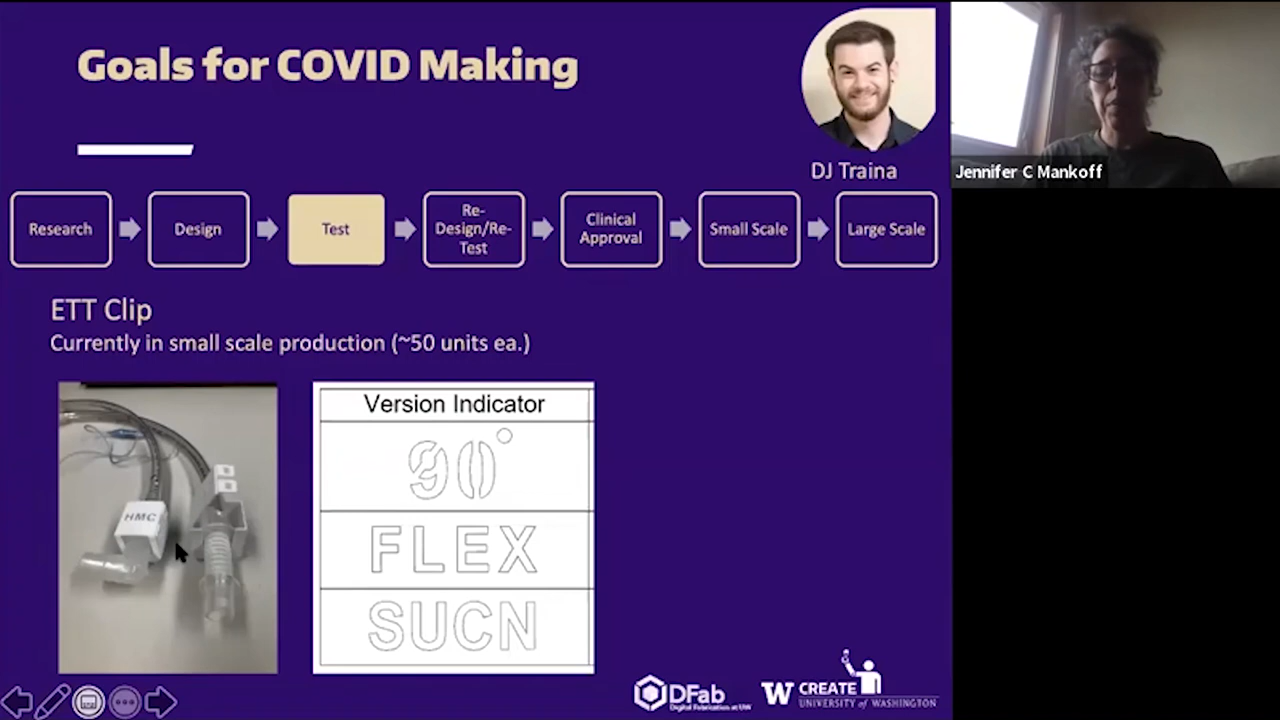 Goals for COVID Making
DJ Traina
Jennifer C Mankoff
Research
Design
Test
Re-
Design/Re-
Test
Clinical
Approval
Small Scale
Large Scale
ETT Clip
Currently in small scale production (~50 units ea.)
HMC
Version Indicator
90°
FLEX
SUCN
DFab
Digital Fabrication at UW
W CREATE
UNIVERSITY of WASHINGTON